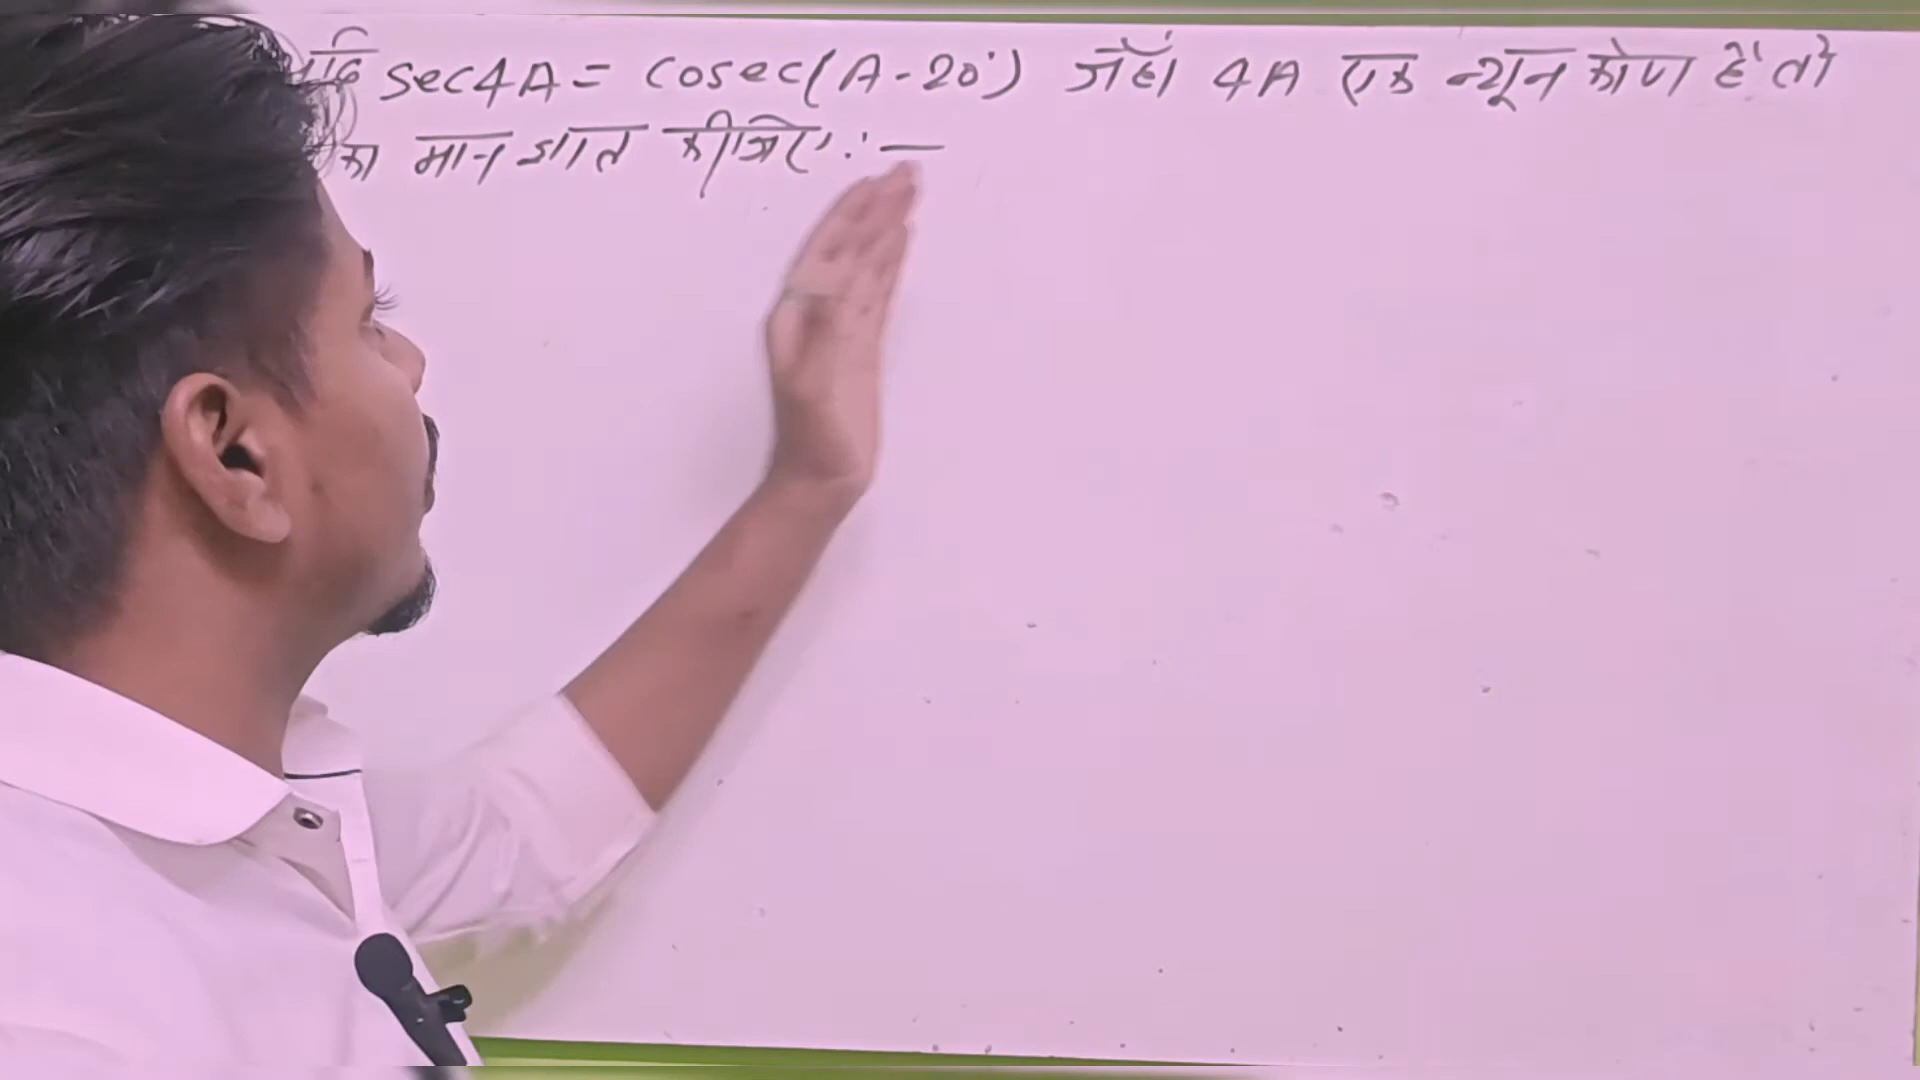 यदि sec4A = cosec(A-20°) जहाँ 4A एक न्यून कोण है तो
का मान ज्ञात कीजिए:—